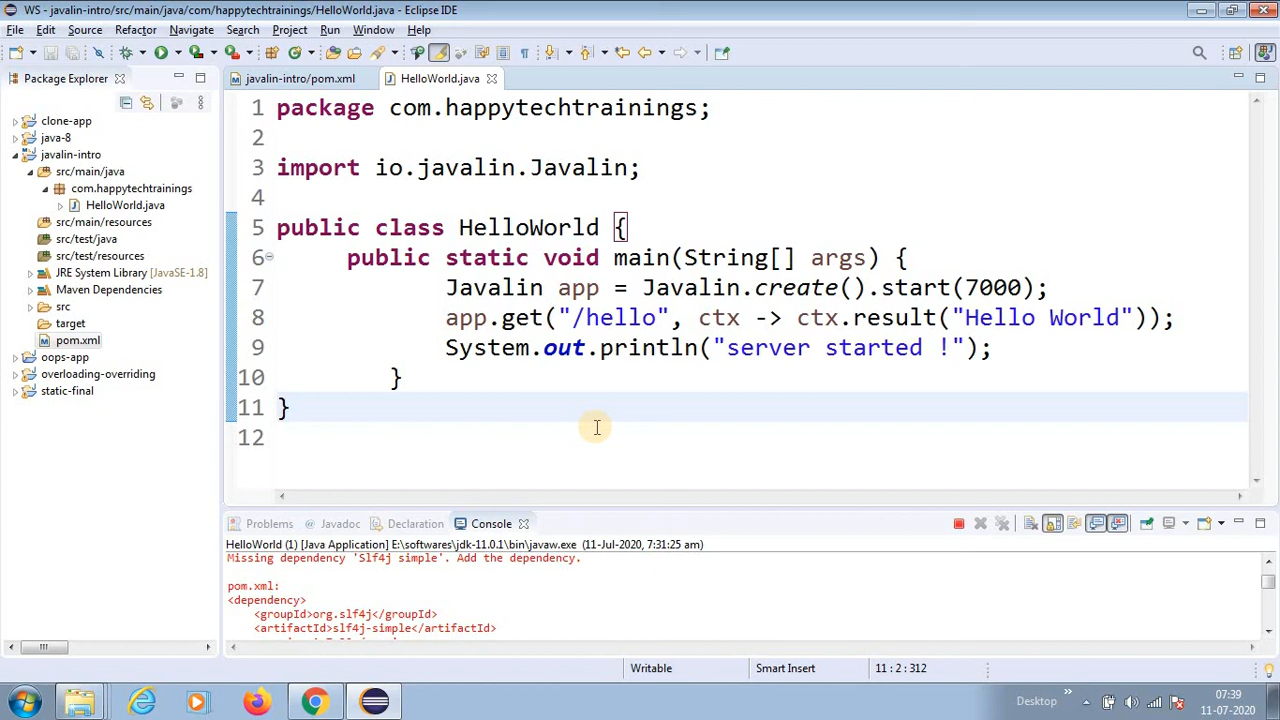 WS - javalin-intro/src/main/java/com/happytechtrainings/HelloWorld.java - Eclipse IDE
File Edit Source Refactor Navigate Search Project Run Window Help
Package Explorer
clone-app
java-8
javalin-intro
src/main/java
com.happytechtrainings
HelloWorld.java
src/main/resources
src/test/java
src/test/resources
JRE System Library [JavaSE-1.8]
Maven Dependencies
src
target
pom.xml
oops-app
overloading-overriding
static-final
javalin-intro/pom.xml HelloWorld.java
1 package com.happytechtrainings;
2
3 import io.javalin.Javalin;
4
5 public class HelloWorld {
6 public static void main(String[] args) {
7 Javalin app = Javalin.create().start(7000);
8 app.get("/hello", ctx -> ctx.result("Hello World"));
9 System.out.println("server started !");
10 }
11 }
12
Problems Javadoc Declaration Console
HelloWorld (1) [Java Application] E:\softwares\jdk-11.0.1\bin\javaw.exe (11-Jul-2020, 7:31:25 am)
Missing dependency 'Slf4j simple'. Add the dependency.
pom.xml:
<dependency>
<groupId>org.slf4j</groupId>
<artifactId>slf4j-simple</artifactId>
Writable Smart Insert 11 : 2 : 312
Desktop
07:39
11-07-2020